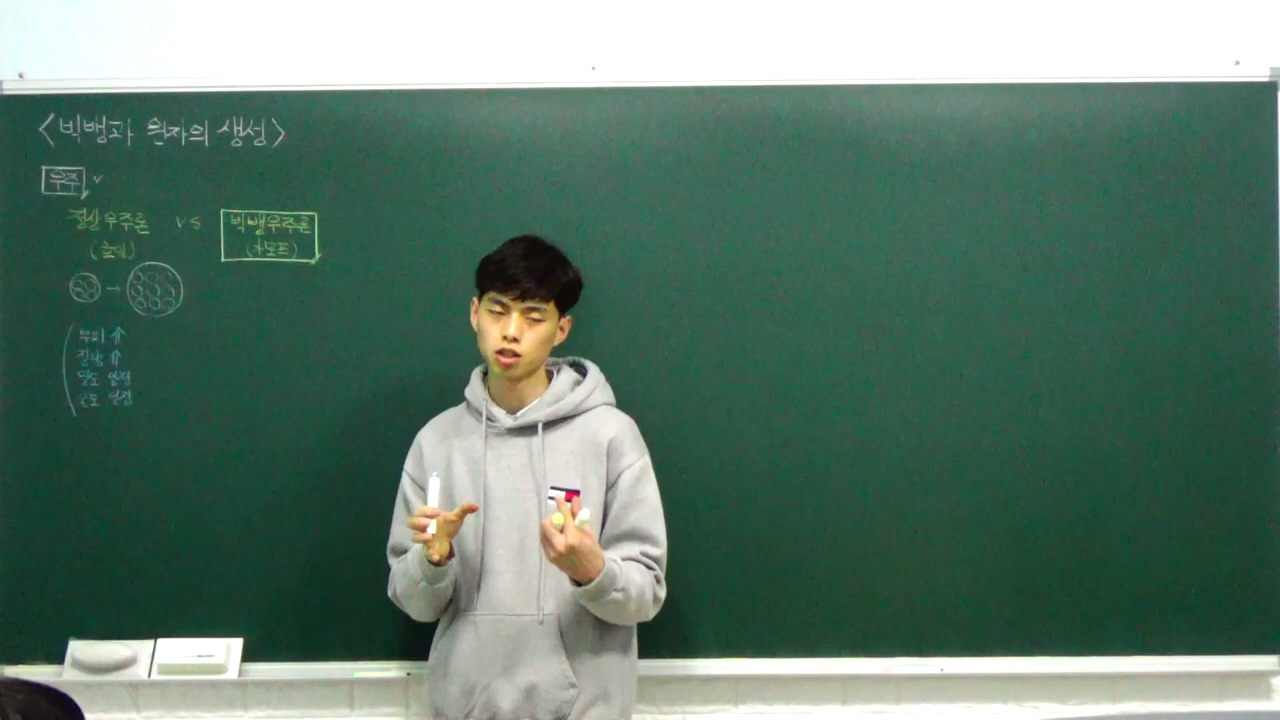 <빅뱅과 원자의 생성>
우주
정상우주론 vs 빅뱅우주론
(호일) (가모프)
부피 ⇑
질량 ⇑
밀도 일정
온도 일정